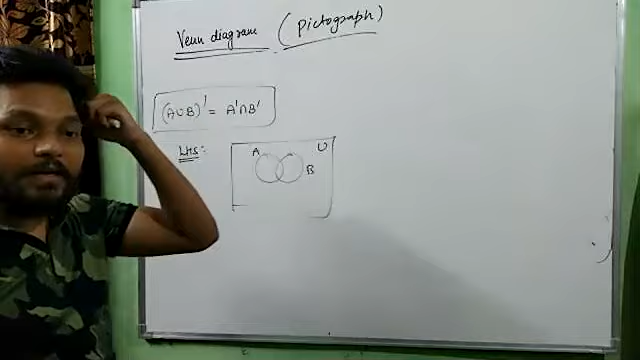 Venn diagram (Pictograph)
(A∪B)' = A'∩B'
LHS:
A U
B